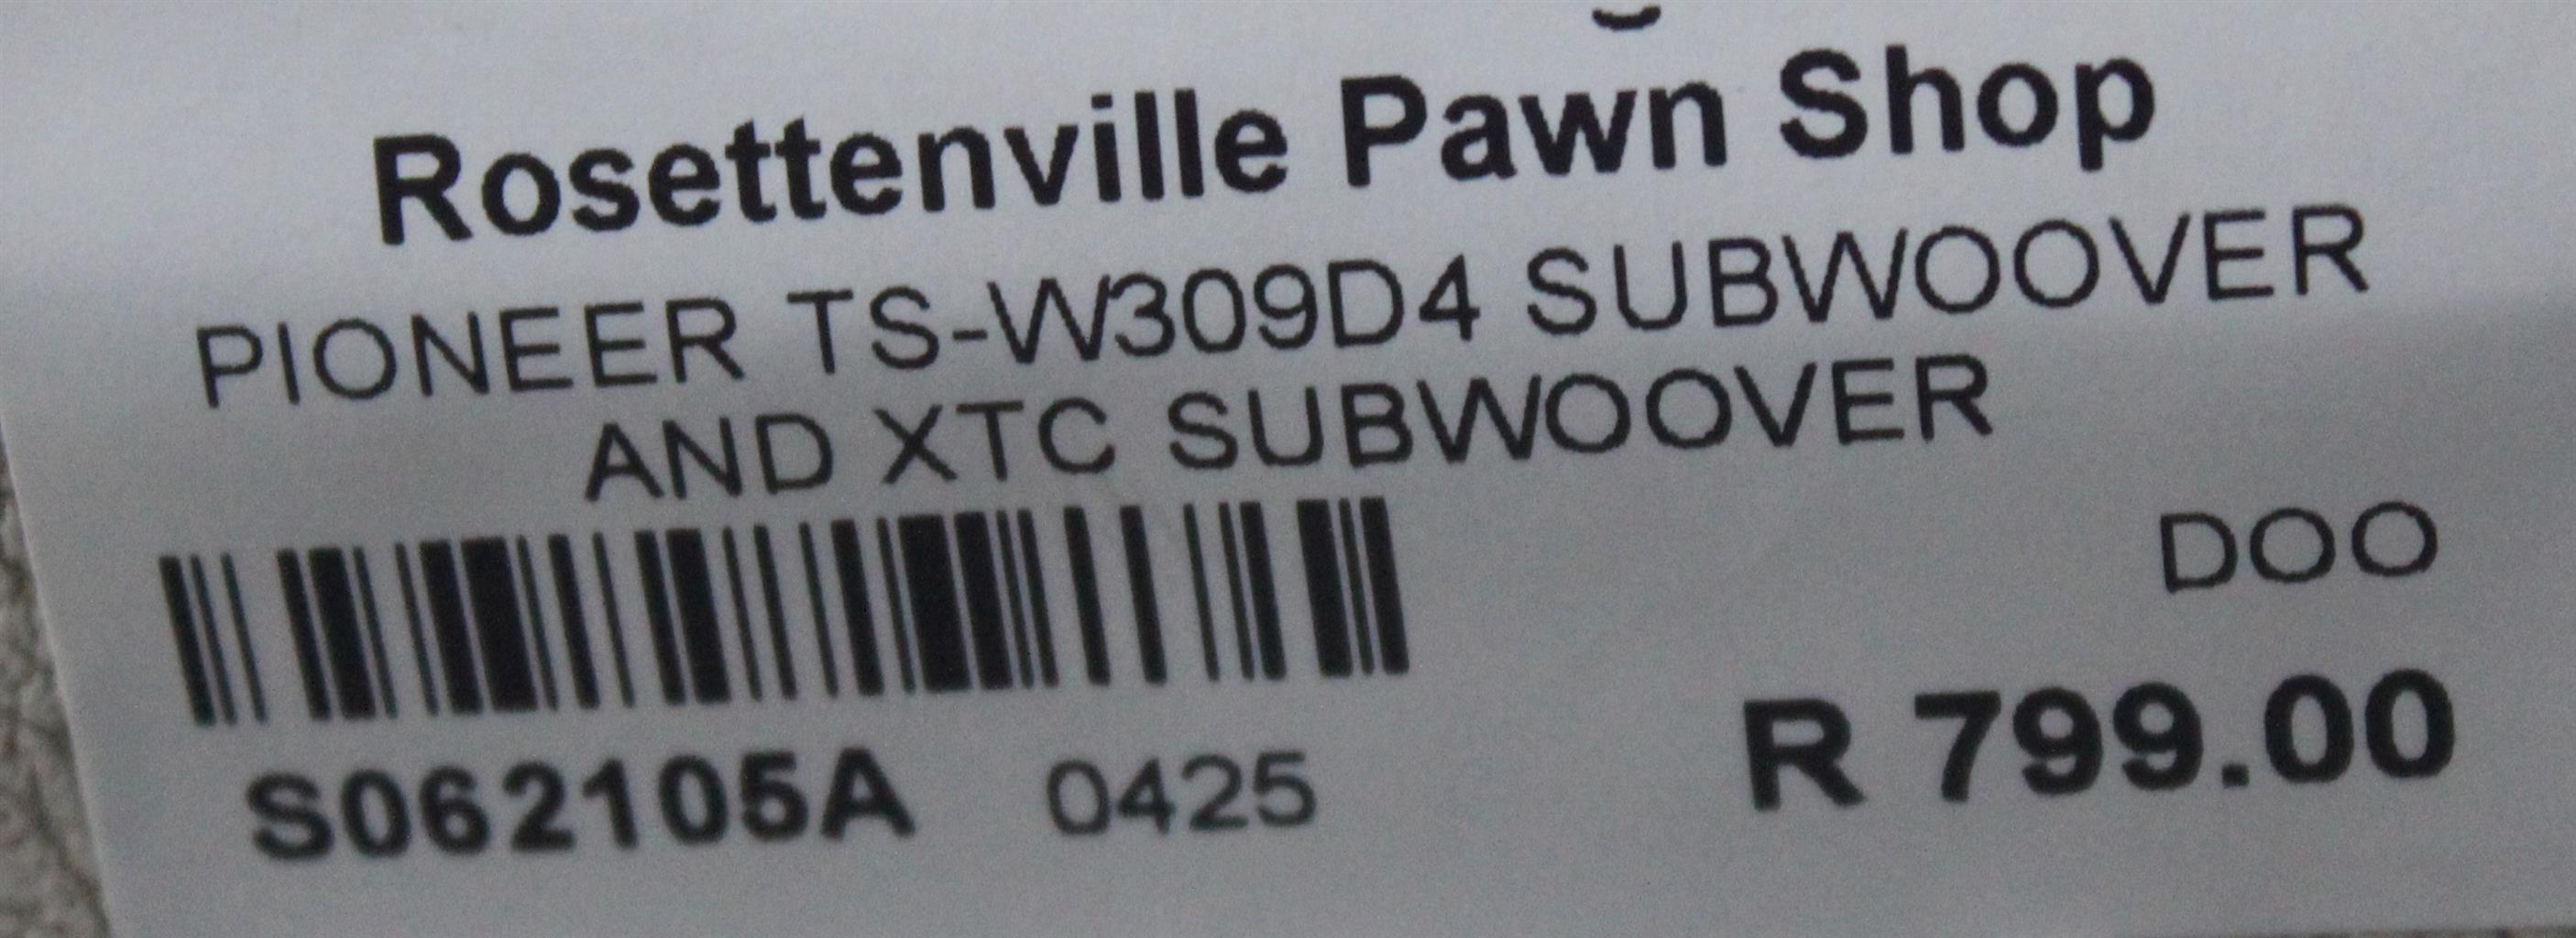 Rosettenville Pawn Shop
PIONEER TS-W309D4 SUBWOOVER
AND XTC SUBWOOVER
DOO
S062105A 0425 R 799.00